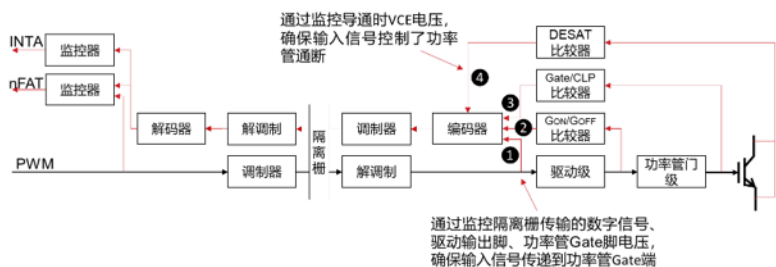 通过监控导通时VCE电压，
确保输入信号控制了功率
管通断
DESAT
比较器
INTA
监控器
nFAT
监控器
❹
Gate/CLP
比较器
❸
解码器
解调制
隔离栅
调制器
编码器
❷
GON/GOFF
比较器
❶
PWM
调制器
解调制
驱动级
功率管门
级
通过监控隔离栅传输的数字信号、
驱动输出脚、功率管Gate脚电压，
确保输入信号传递到功率管Gate端